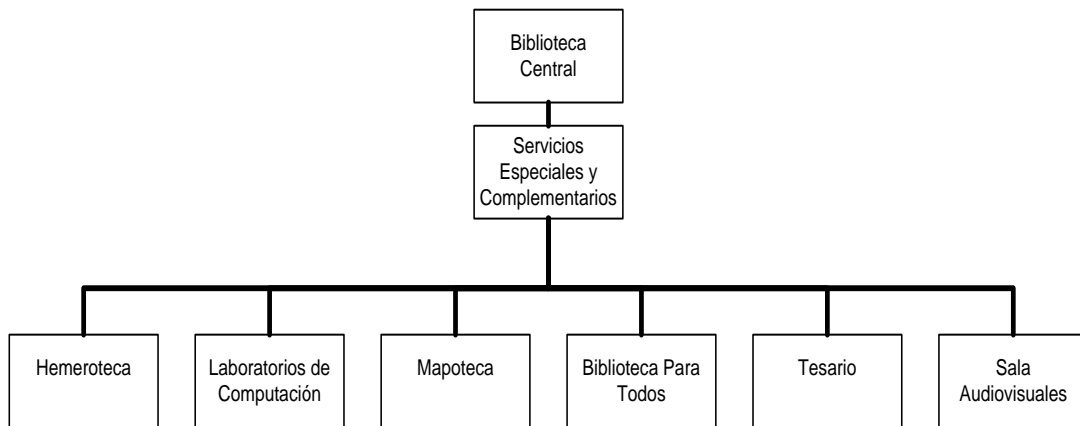 Biblioteca
Central
Servicios
Especiales y
Complementarios
Hemeroteca
Laboratorios de
Computación
Mapoteca
Biblioteca Para
Todos
Tesario
Sala
Audiovisuales